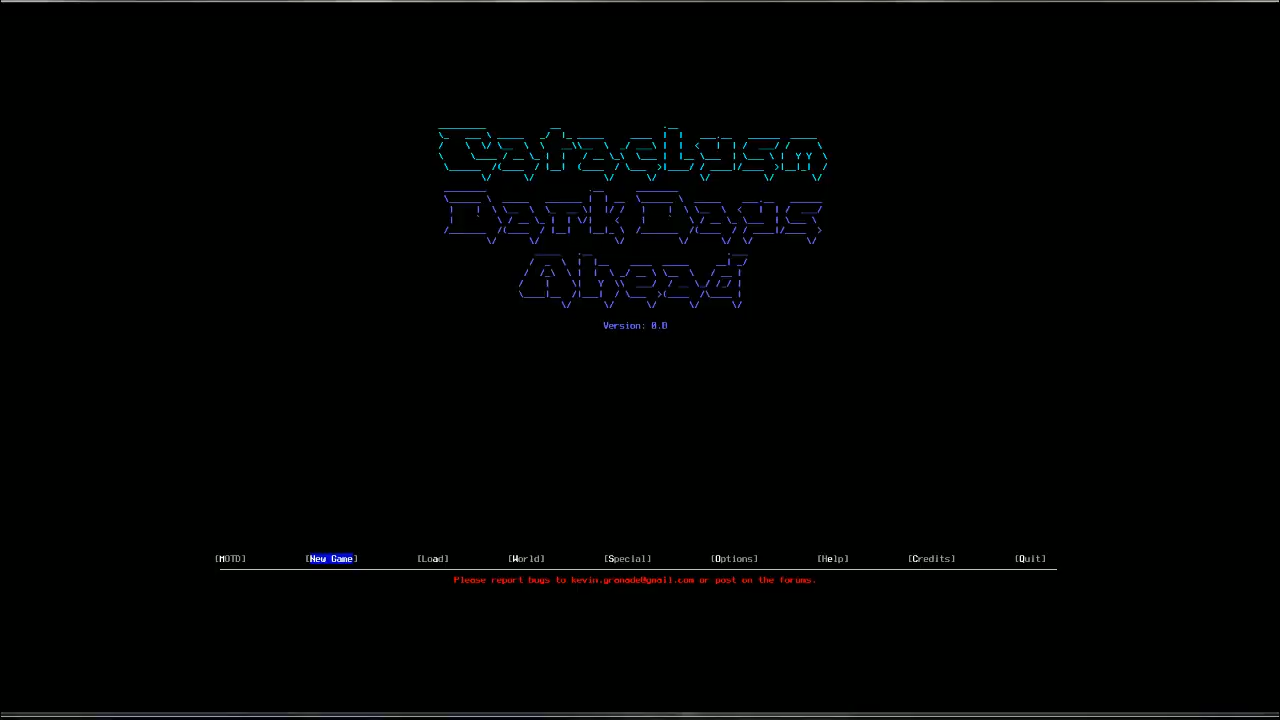 Cataclysm
Dark Days
Ahead
Version: 0.D
[MOTD] [New Game] [Load] [World] [Special] [Options] [Help] [Credits] [Quit]
Please report bugs to kevin.granade@gmail.com or post on the forums.